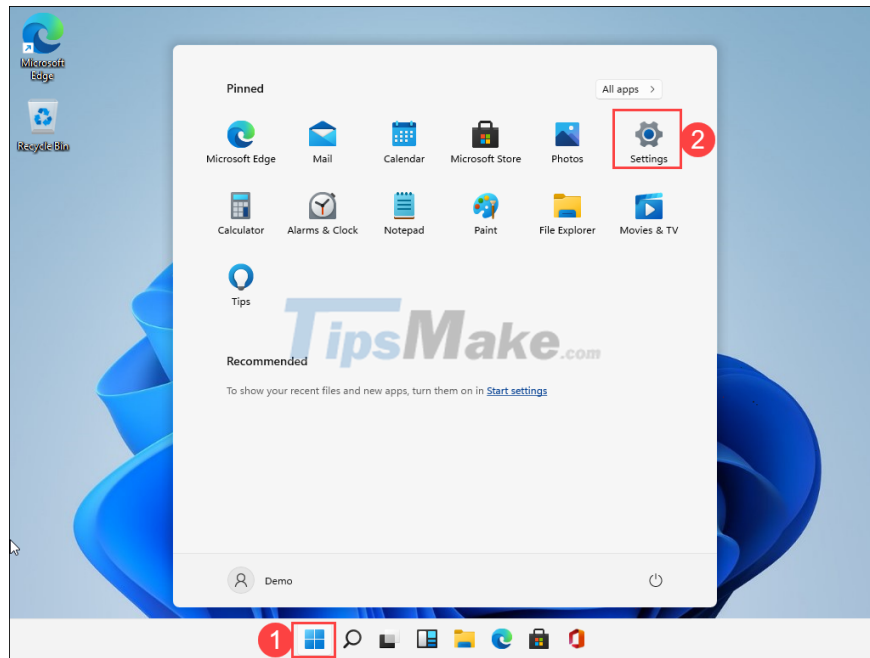 Microsoft
Edge
Recycle Bin
Pinned
All apps >
2
Microsoft Edge
Mail
Calendar
Microsoft Store
Photos
Settings
Calculator
Alarms & Clock
Notepad
Paint
File Explorer
Movies & TV
Tips
TipsMake.com
Recommended
To show your recent files and new apps, turn them on in Start settings
Demo
1